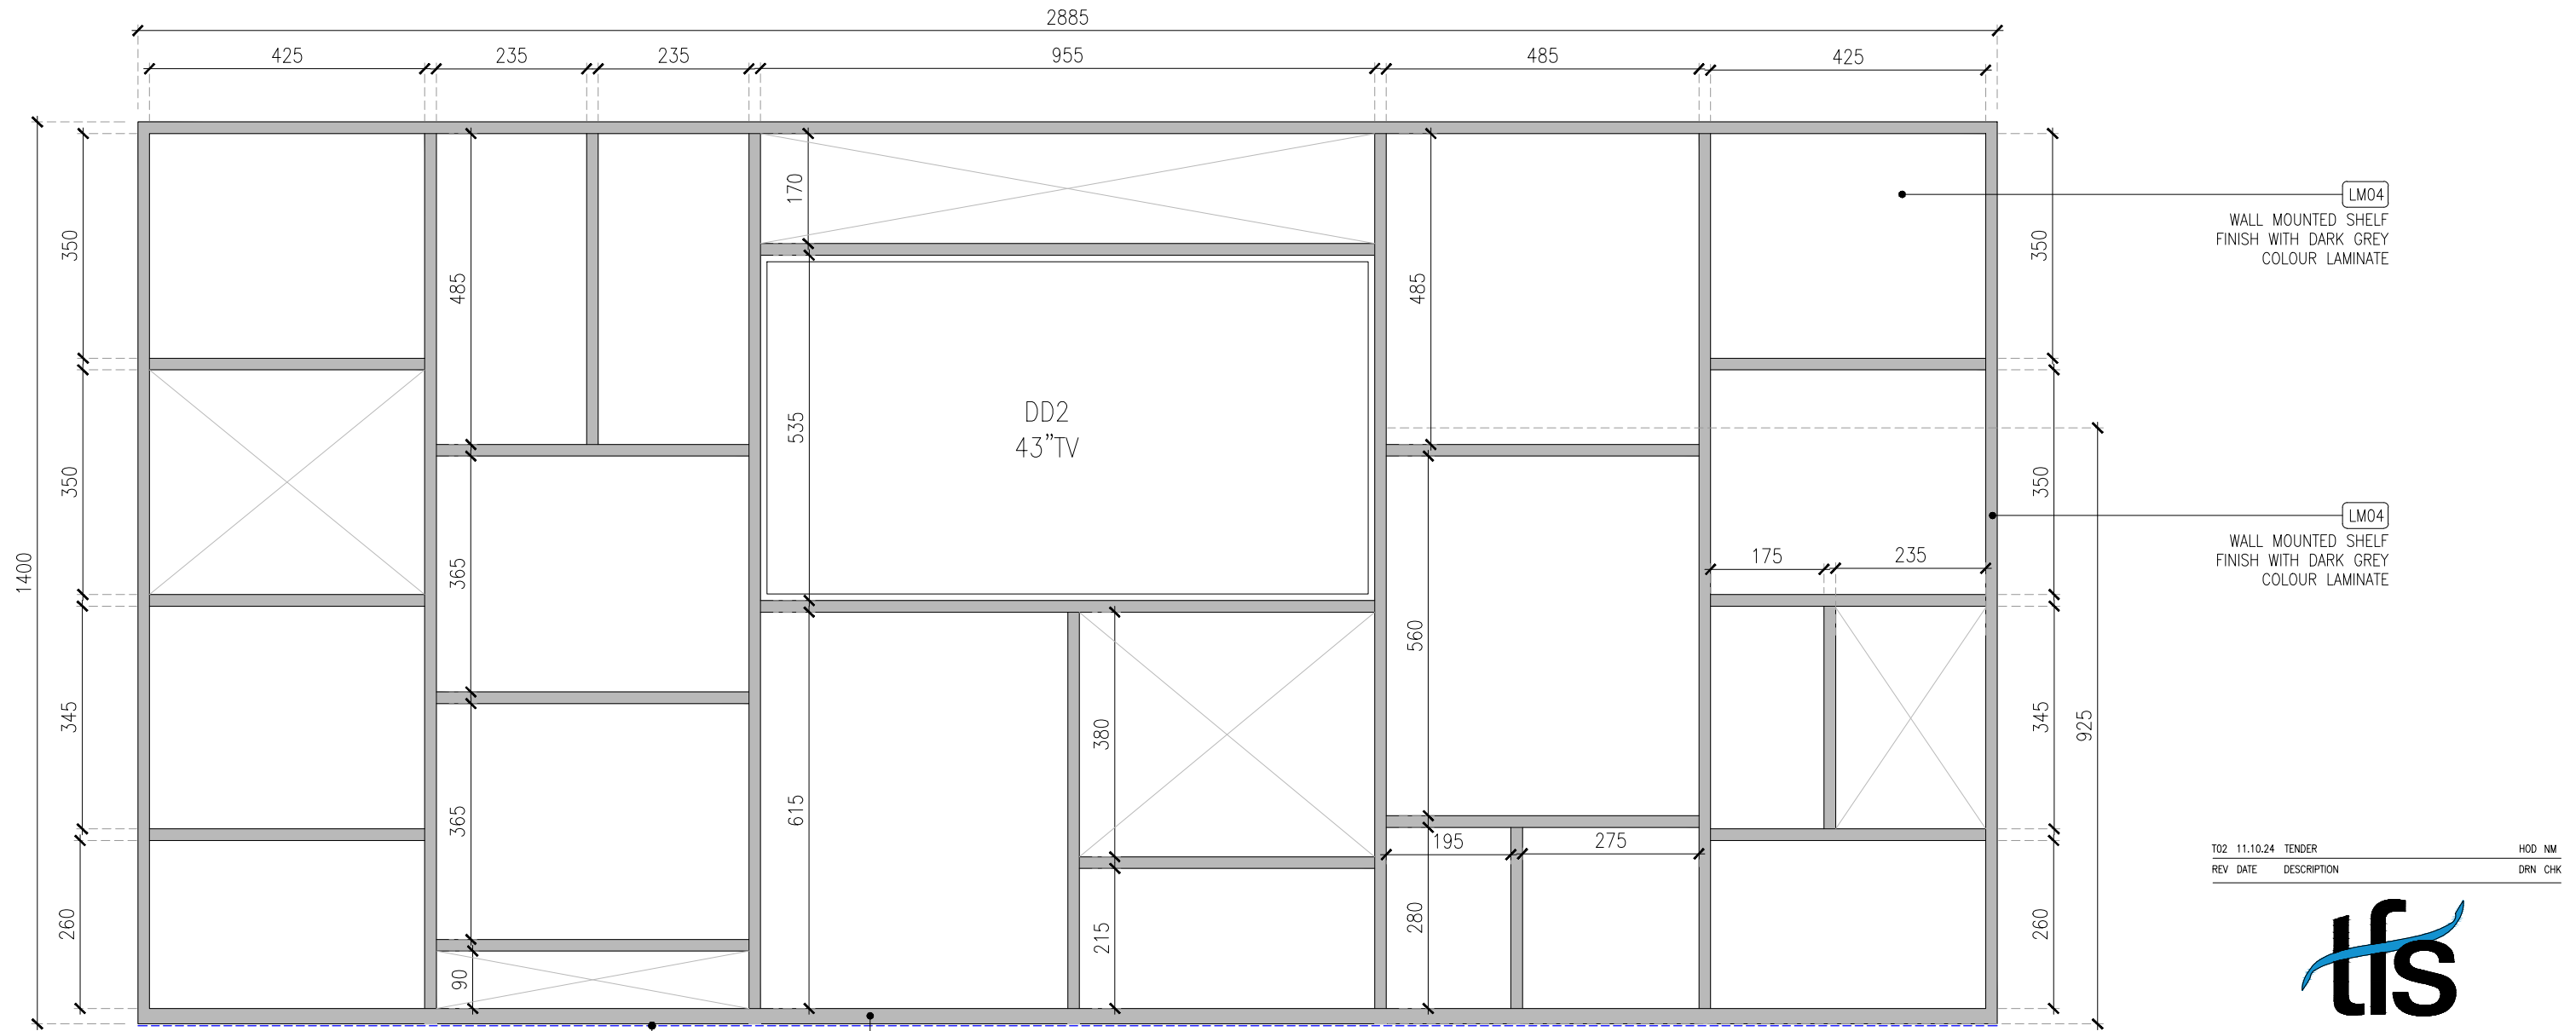 2885
425
235
235
955
485
425
1400
350
350
345
260
485
365
365
90
170
535
615
DD2
43”TV
380
215
485
560
280
195
275
175
235
350
350
345
260
925
LM04
WALL MOUNTED SHELF
FINISH WITH DARK GREY
COLOUR LAMINATE
LM04
WALL MOUNTED SHELF
FINISH WITH DARK GREY
COLOUR LAMINATE
T02 11.10.24 TENDER HOD NM
REV DATE DESCRIPTION DRN CHK
tfs